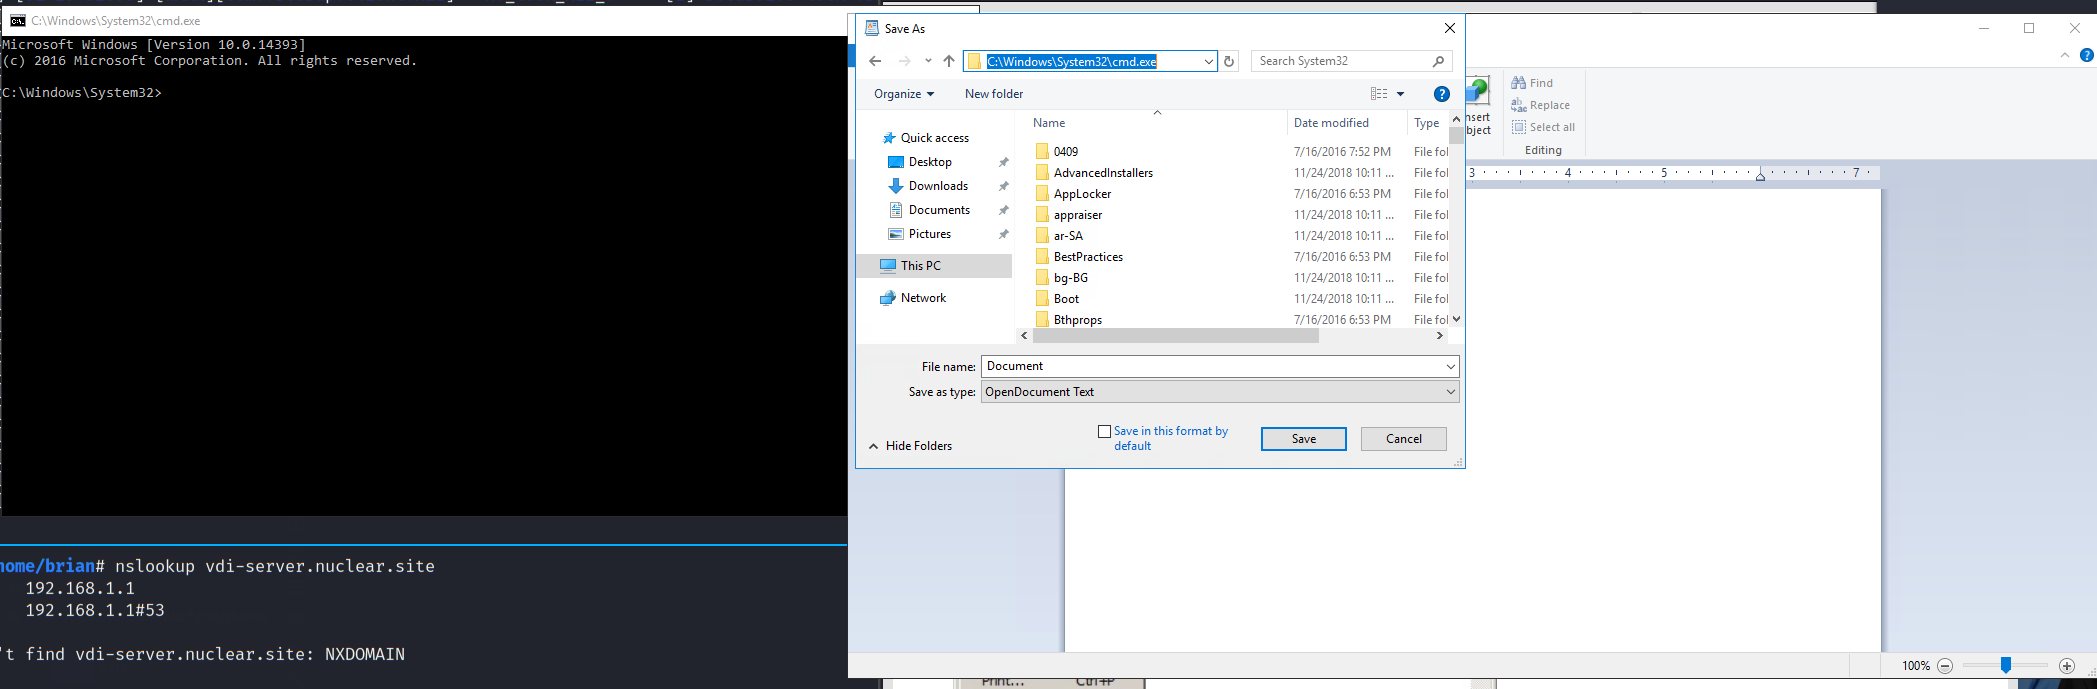 C:\Windows\System32\cmd.exe
Microsoft Windows [Version 10.0.14393]
(c) 2016 Microsoft Corporation. All rights reserved.
C:\Windows\System32>
home/brian# nslookup vdi-server.nuclear.site
192.168.1.1
192.168.1.1#53
't find vdi-server.nuclear.site: NXDOMAIN
Save As
C:\Windows\System32\cmd.exe
Search System32
Organize
New folder
Quick access
Desktop
Downloads
Documents
Pictures
This PC
Network
Name Date modified Type
0409 7/16/2016 7:52 PM File fol
AdvancedInstallers 11/24/2018 10:11 ... File fol
AppLocker 7/16/2016 6:53 PM File fol
appraiser 11/24/2018 10:11 ... File fol
ar-SA 11/24/2018 10:11 ... File fol
BestPractices 7/16/2016 6:53 PM File fol
bg-BG 11/24/2018 10:11 ... File fol
Boot 11/24/2018 10:11 ... File fol
Bthprops 7/16/2016 6:53 PM File fol
File name: Document
Save as type: OpenDocument Text
Save in this format by
default
Hide Folders
Save
Cancel
nsert
bject
Find
Replace
Select all
Editing
3 4 5 7
100%
Print... Ctrl+P